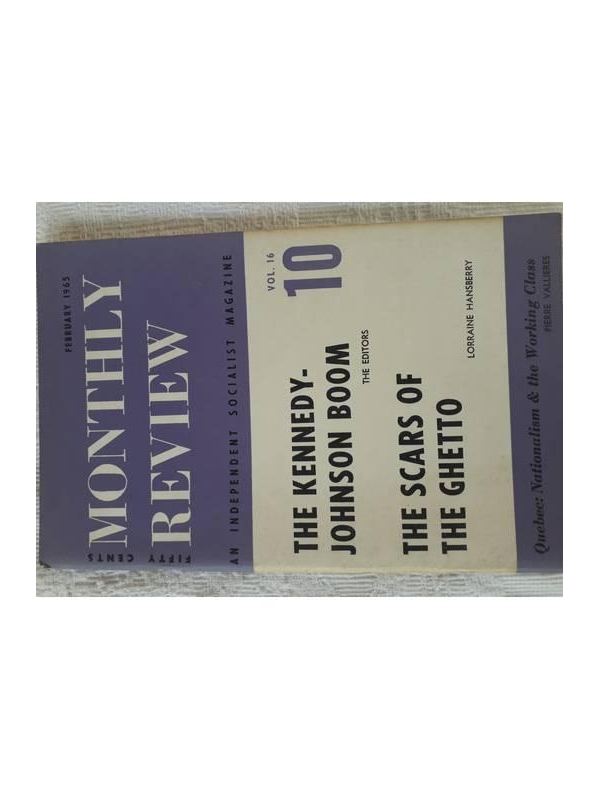 FEBRUARY 1965
MONTHLY
REVIEW
FIFTY CENTS
AN INDEPENDENT SOCIALIST MAGAZINE
VOL. 16
10
THE KENNEDY-
JOHNSON BOOM
THE EDITORS
THE SCARS OF
THE GHETTO
LORRAINE HANSBERRY
Quebec: Nationalism & the Working Class
PIERRE VALLIERES